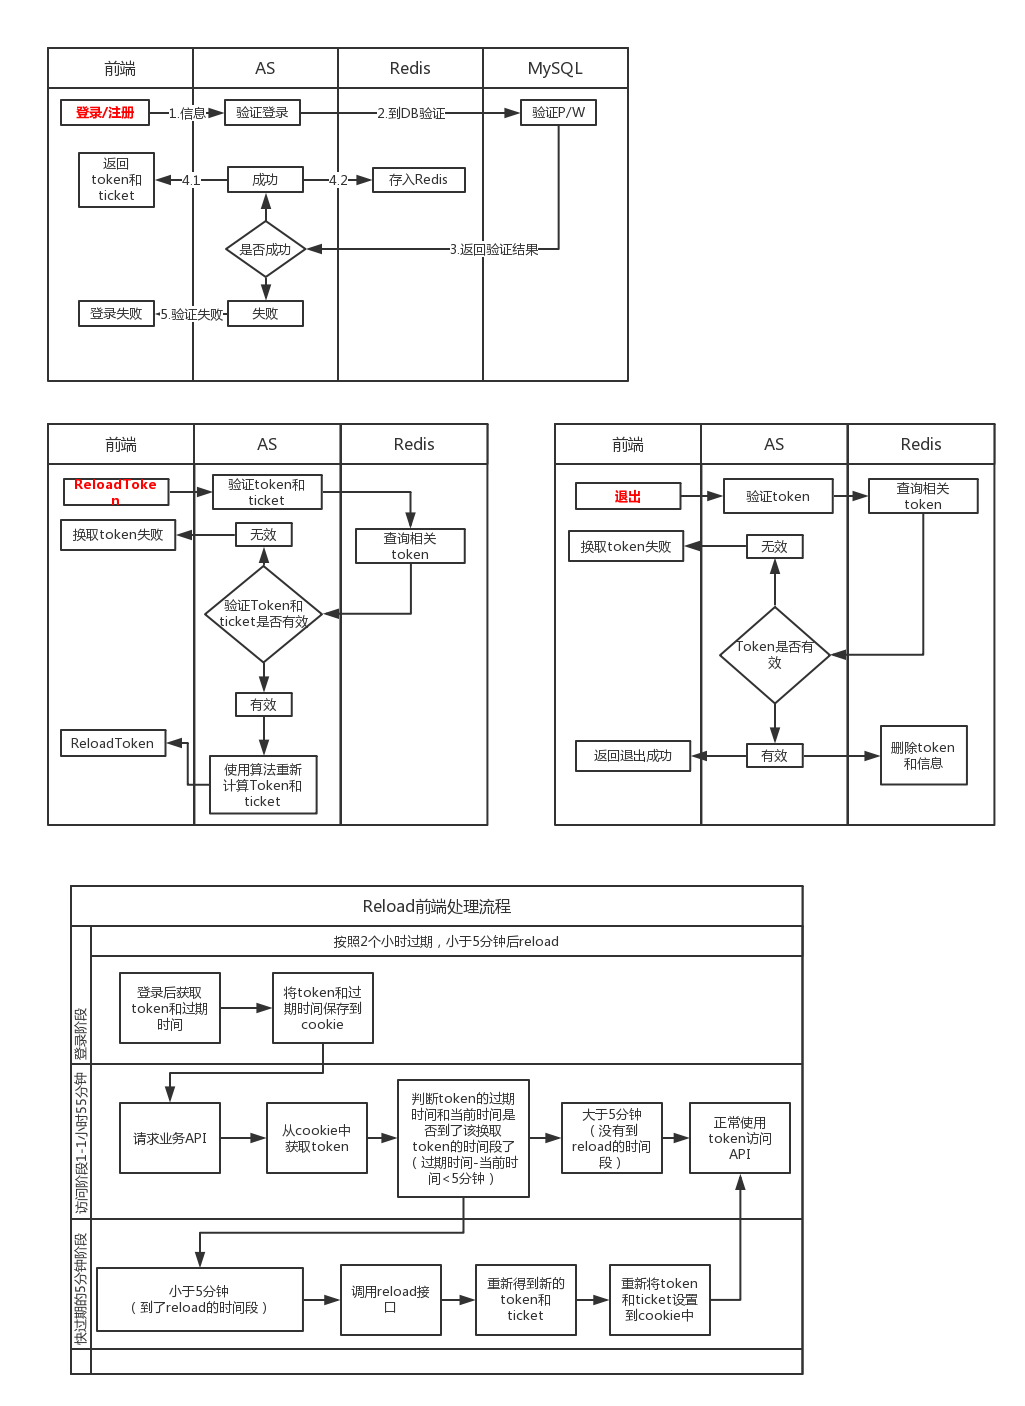 前端
AS
Redis
MySQL
登录/注册
1.信息
验证登录
2.到DB验证
验证P/W
返回
token和
ticket
4.1
成功
4.2
存入Redis
是否成功
3.返回验证结果
登录失败
5.验证失败
失败
前端
AS
Redis
ReloadToke
n
验证token和
ticket
换取token失败
无效
查询相关
token
验证Token和
ticket是否有效
有效
ReloadToken
使用算法重新
计算Token和
ticket
前端
AS
Redis
退出
验证token
查询相关
token
换取token失败
无效
Token是否有
效
返回退出成功
有效
删除token
和信息
Reload前端处理流程
按照2个小时过期，小于5分钟后reload
登录阶段
登录后获取
token和过期
时间
将token和过
期时间保存到
cookie
访问阶段1-1小时55分钟
请求业务API
从cookie中
获取token
判断token的过期
时间和当前时间是
否到了该换取
token的时间段了
（过期时间-当前时
间<5分钟）
大于5分钟
（没有到
reload的时间
段）
正常使用
token访问
API
快过期的5分钟阶段
小于5分钟
（到了reload的时间段）
调用reload接
口
重新得到新的
token和
ticket
重新将token
和ticket设置
到cookie中